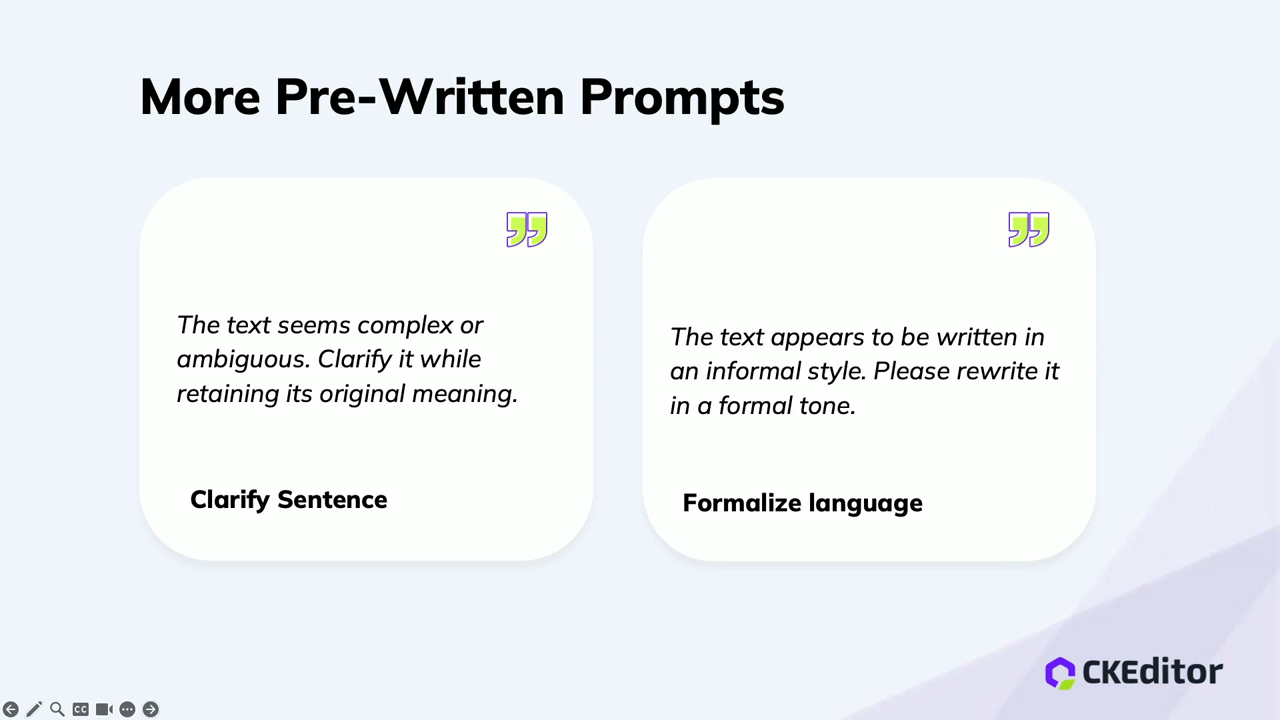 More Pre-Written Prompts
The text seems complex or
ambiguous. Clarify it while
retaining its original meaning.
Clarify Sentence
The text appears to be written in
an informal style. Please rewrite it
in a formal tone.
Formalize language
CKEditor
CC